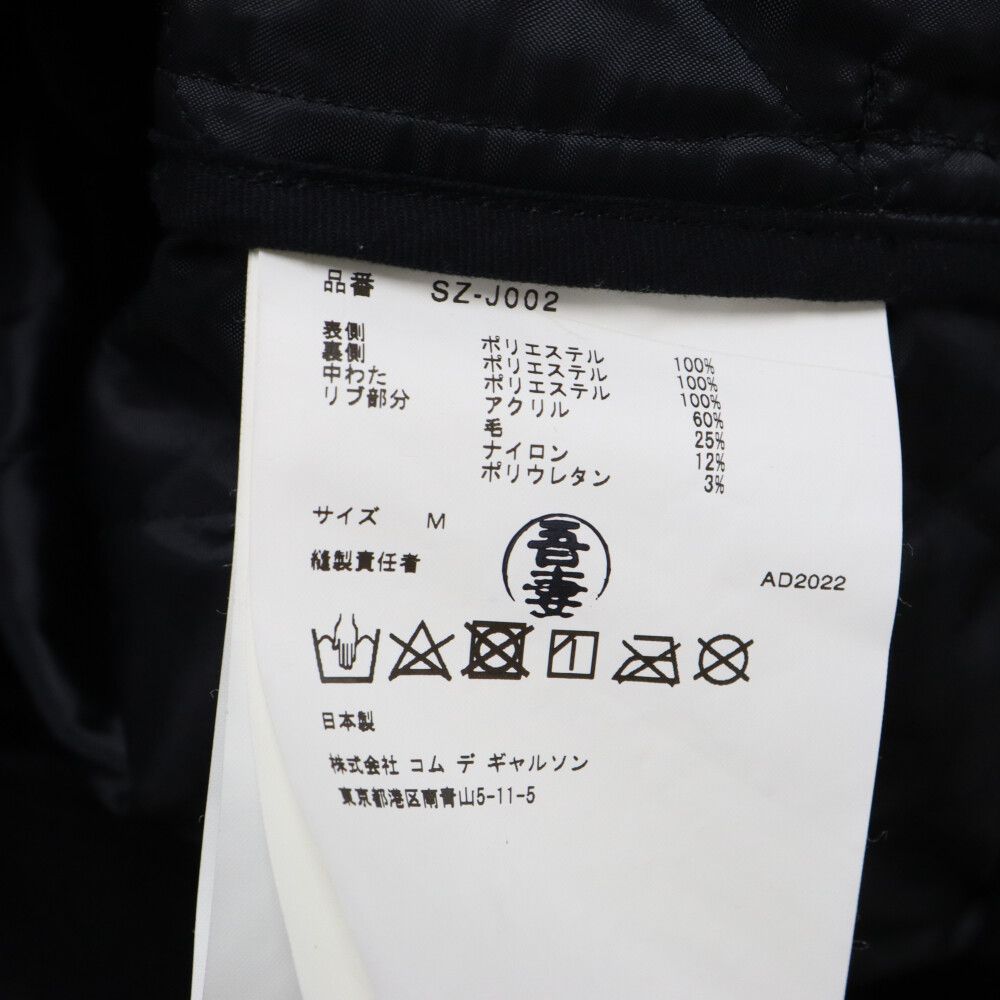 品番 SZ-J002
表側 ポリエステル 100%
裏側 ポリエステル 100%
中わた ポリエステル 100%
リブ部分 アクリル 60%
毛 25%
ナイロン 12%
ポリウレタン 3%
サイズ M
縫製責任者 吾妻 AD2022
日本製
株式会社 コム デ ギャルソン
東京都港区南青山5-11-5